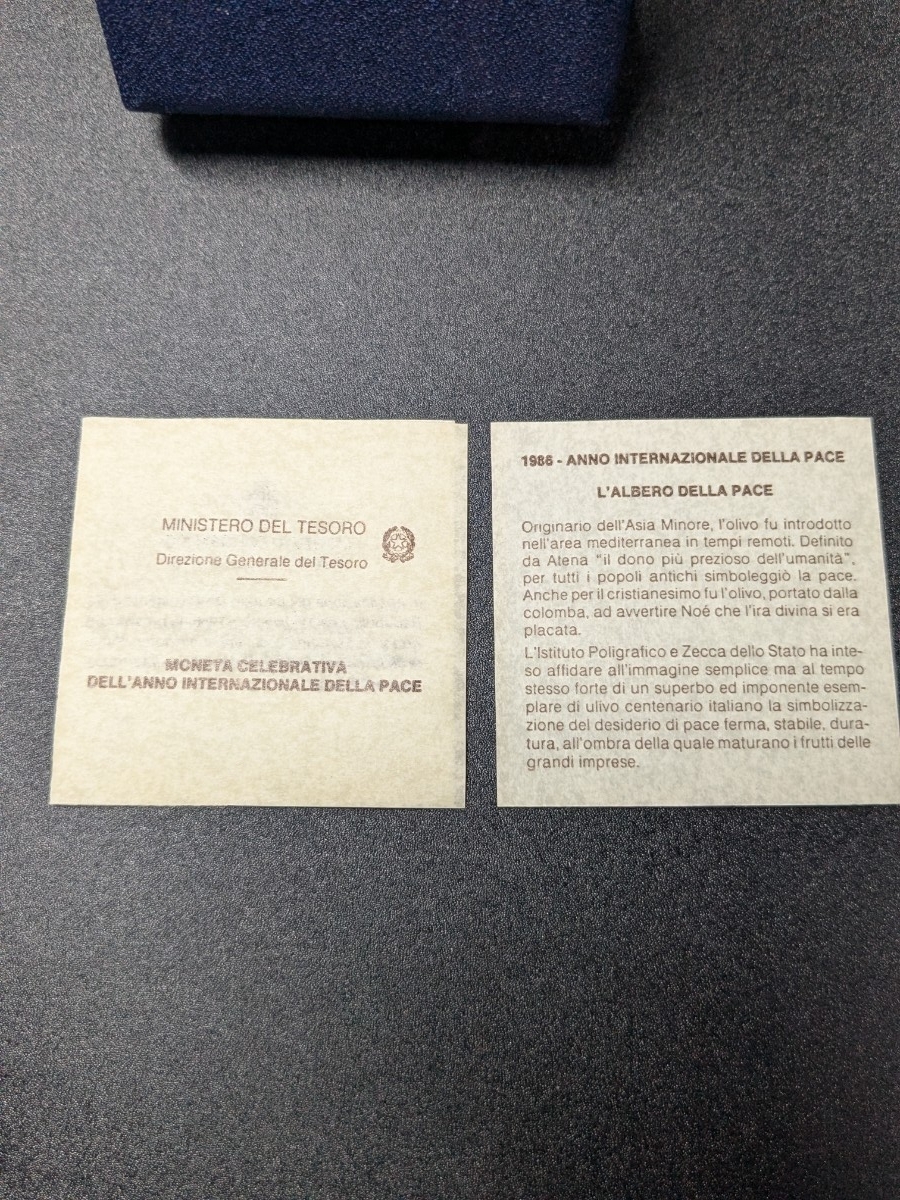 MINISTERO DEL TESORO
Direzione Generale del Tesoro
MONETA CELEBRATIVA
DELL'ANNO INTERNAZIONALE DELLA PACE
1986 - ANNO INTERNAZIONALE DELLA PACE
L'ALBERO DELLA PACE
Originario dell'Asia Minore, l'olivo fu introdotto
nell'area mediterranea in tempi remoti. Definito
da Atena "il dono più prezioso dell'umanità",
per tutti i popoli antichi simboleggiò la pace.
Anche per il cristianesimo fu l'olivo, portato dalla
colomba, ad avvertire Noé che l'ira divina si era
placata.
L'Istituto Poligrafico e Zecca dello Stato ha inte-
so affidare all'immagine semplice ma al tempo
stesso forte di un superbo ed imponente esem-
plare di ulivo centenario italiano la simbolizza-
zione del desiderio di pace ferma, stabile, dura-
tura, all'ombra della quale maturano i frutti delle
grandi imprese.